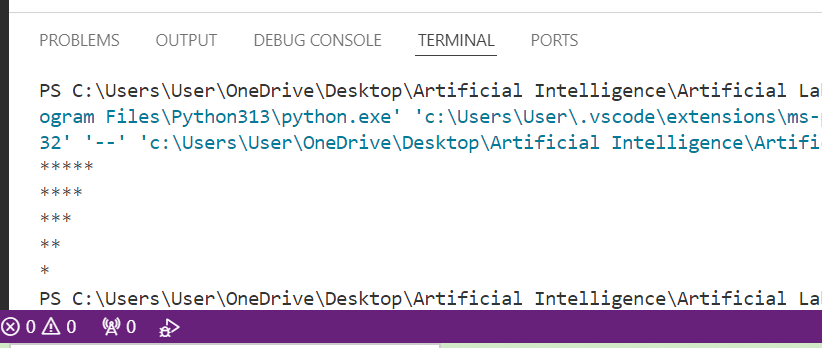 PROBLEMS OUTPUT DEBUG CONSOLE TERMINAL PORTS
PS C:\Users\User\OneDrive\Desktop\Artificial Intelligence\Artificial La
ogram Files\Python313\python.exe' 'c:\Users\User\.vscode\extensions\ms-p
32' '--' 'c:\Users\User\OneDrive\Desktop\Artificial Intelligence\Artific
*****
****
***
**
*
PS C:\Users\User\OneDrive\Desktop\Artificial Intelligence\Artificial La
0 0 0